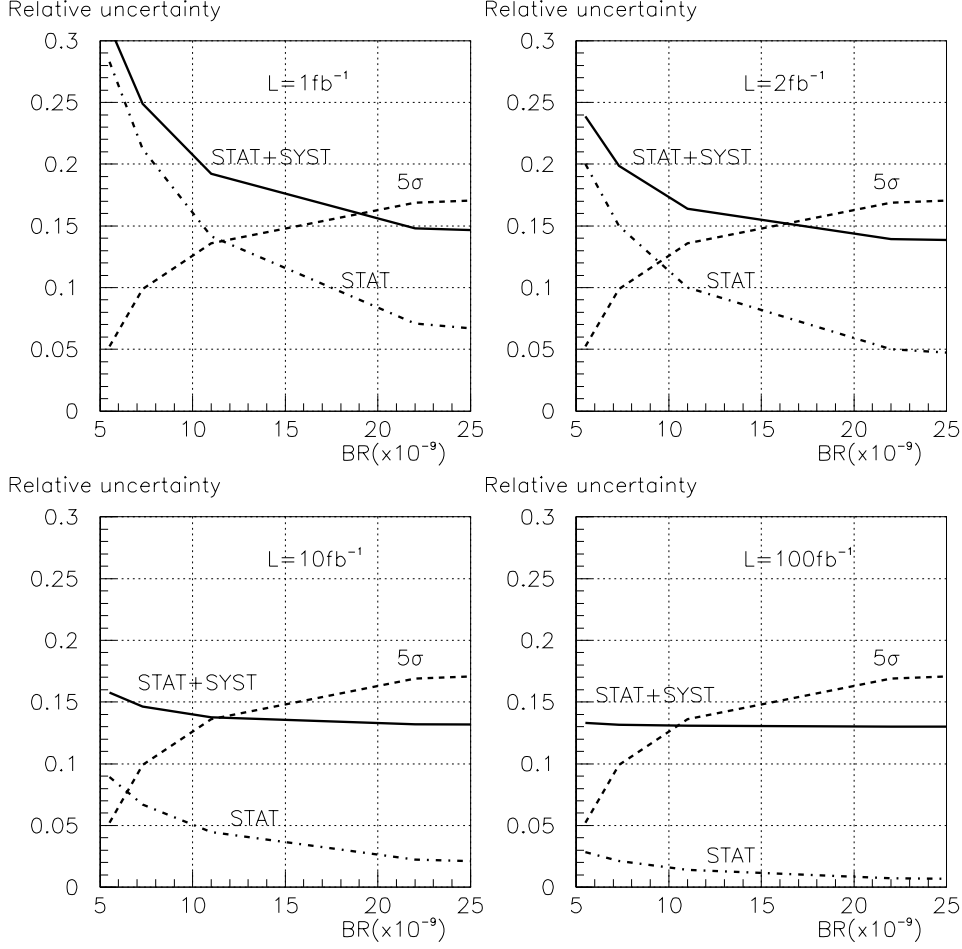 Relative uncertainty
0.3
0.25
0.2
0.15
0.1
0.05
0
L=1fb⁻¹
STAT+SYST
5σ
STAT
5 10 15 20 25
BR(x10⁻⁹)
Relative uncertainty
0.3
0.25
0.2
0.15
0.1
0.05
0
L=2fb⁻¹
STAT+SYST
5σ
STAT
5 10 15 20 25
BR(x10⁻⁹)
Relative uncertainty
0.3
0.25
0.2
0.15
0.1
0.05
0
L=10fb⁻¹
5σ
STAT+SYST
STAT
5 10 15 20 25
BR(x10⁻⁹)
Relative uncertainty
0.3
0.25
0.2
0.15
0.1
0.05
0
L=100fb⁻¹
5σ
STAT+SYST
STAT
5 10 15 20 25
BR(x10⁻⁹)